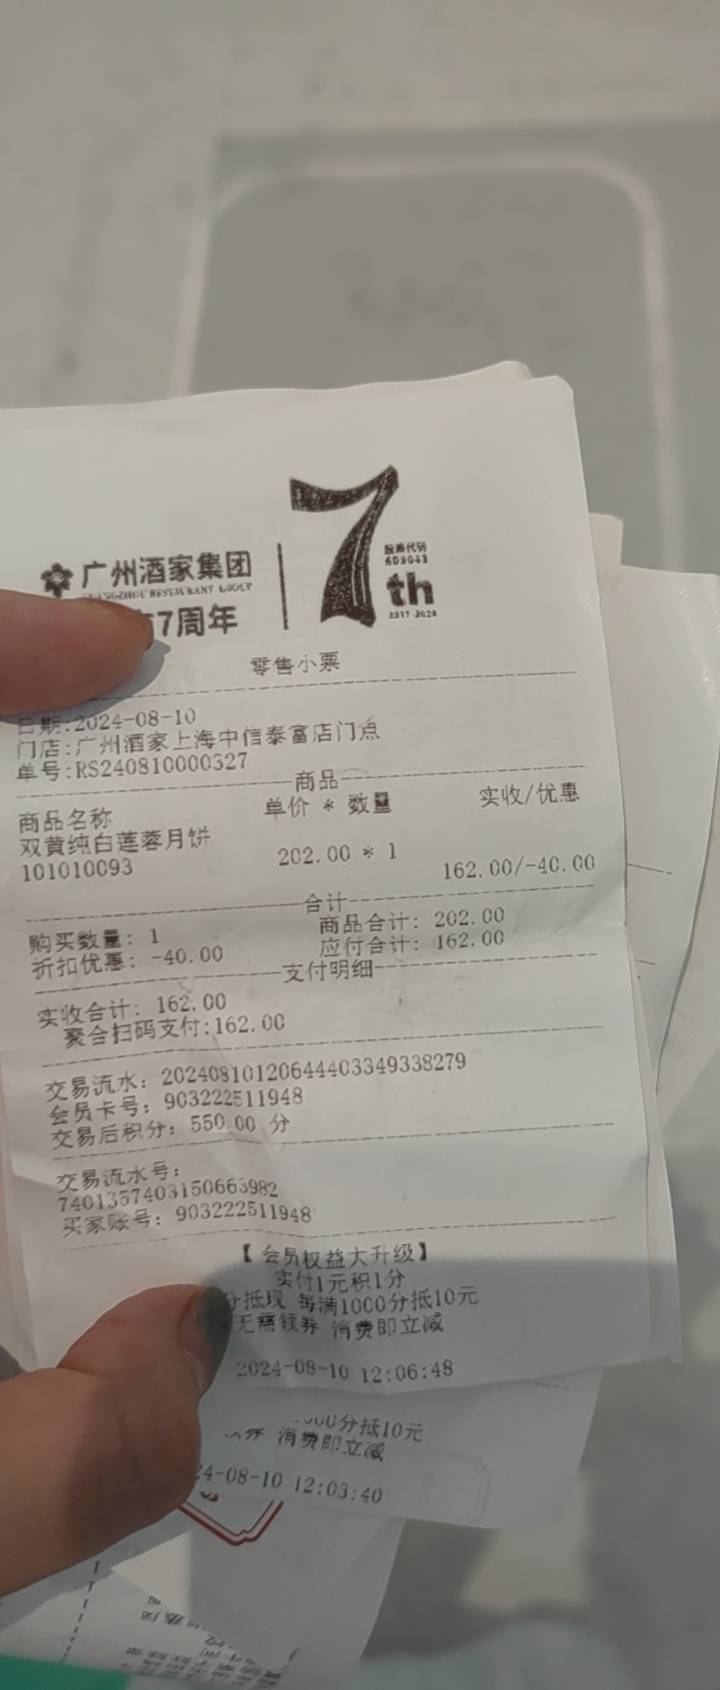 广州酒家集团
7周年
7th
股票代码
603043
2017-2024
零售小票
日期:2024-08-10
门店:广州酒家上海中信泰富店门点
单号:RS240810000327
商品
商品名称 单价 * 数量 实收/优惠
双黄纯白莲蓉月饼
101010093 202.00 * 1 162.00/-40.00
合计
购买数量: 1 商品合计: 202.00
折扣优惠: -40.00 应付合计: 162.00
支付明细
实收合计: 162.00
聚合扫码支付:162.00
交易流水: 20240810120644403349338279
会员卡号: 903222511948
交易后积分: 550.00 分
交易流水号:
7401357403150663982
买家账号: 903222511948
【 会员权益大升级】
实付1元积1分
分抵现 每满1000分抵10元
无需领券 消费即立减
2024-08-10 12:06:48
000分抵10元
券 消费即立减
4-08-10 12:03:40